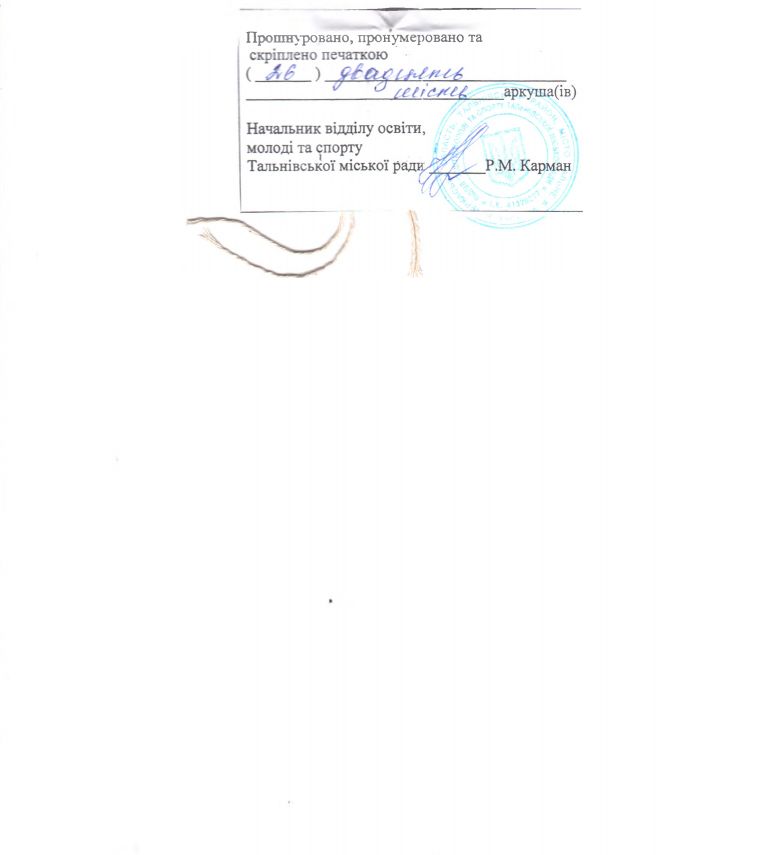 Прошнуровано, пронумеровано та
скріплено печаткою
( 26 ) двадцять
шість аркуша(ів)
Начальник відділу освіти,
молоді та спорту
Тальнівської міської ради ________Р.М. Карман